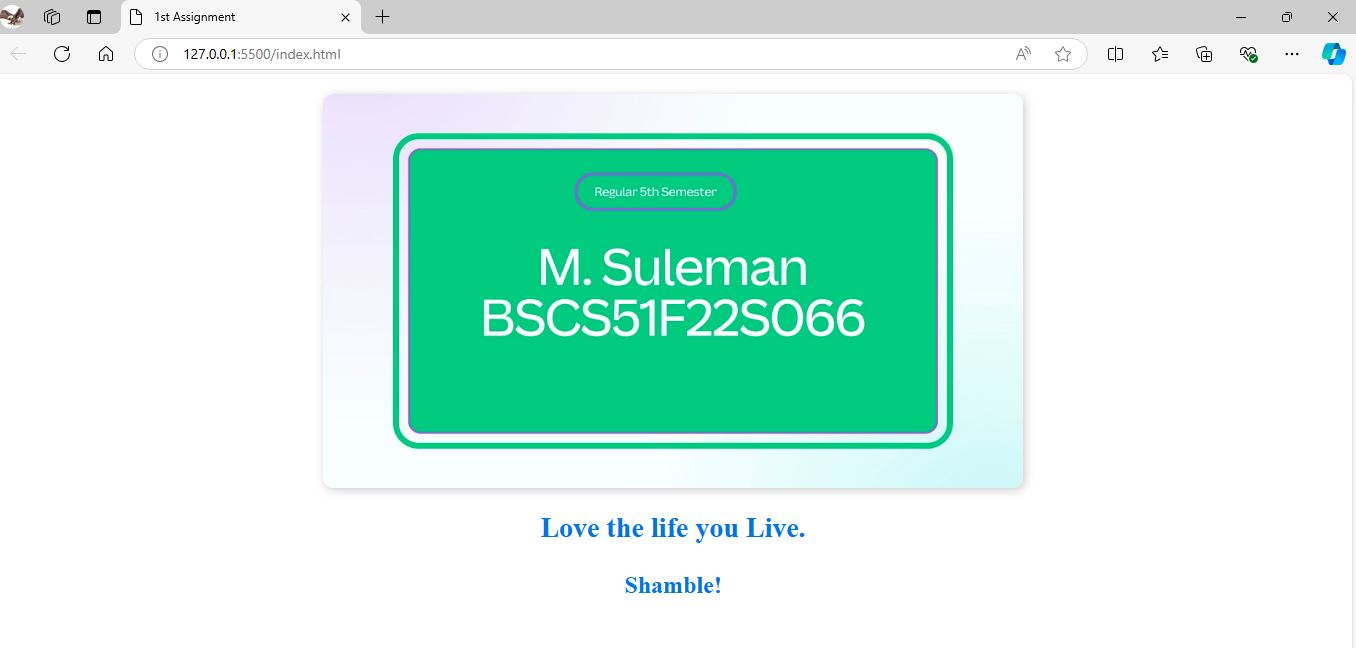 1st Assignment
127.0.0.1:5500/index.html
Regular 5th Semester
M. Suleman
BSCS51F22S066
Love the life you Live.
Shamble!